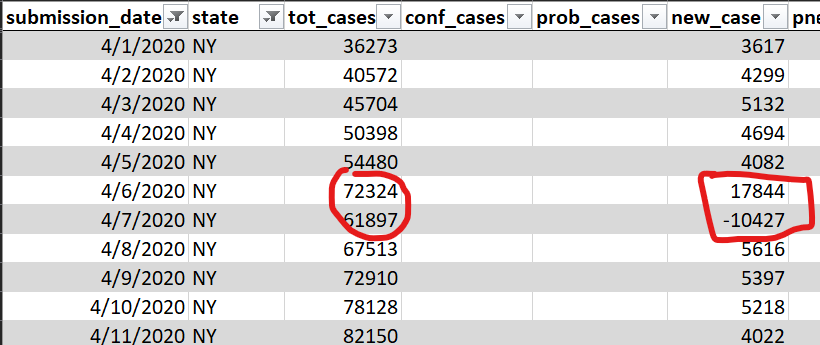 submission_date state tot_cases conf_cases prob_cases new_case pne
4/1/2020 NY 36273 3617
4/2/2020 NY 40572 4299
4/3/2020 NY 45704 5132
4/4/2020 NY 50398 4694
4/5/2020 NY 54480 4082
4/6/2020 NY 72324 17844
4/7/2020 NY 61897 -10427
4/8/2020 NY 67513 5616
4/9/2020 NY 72910 5397
4/10/2020 NY 78128 5218
4/11/2020 NY 82150 4022